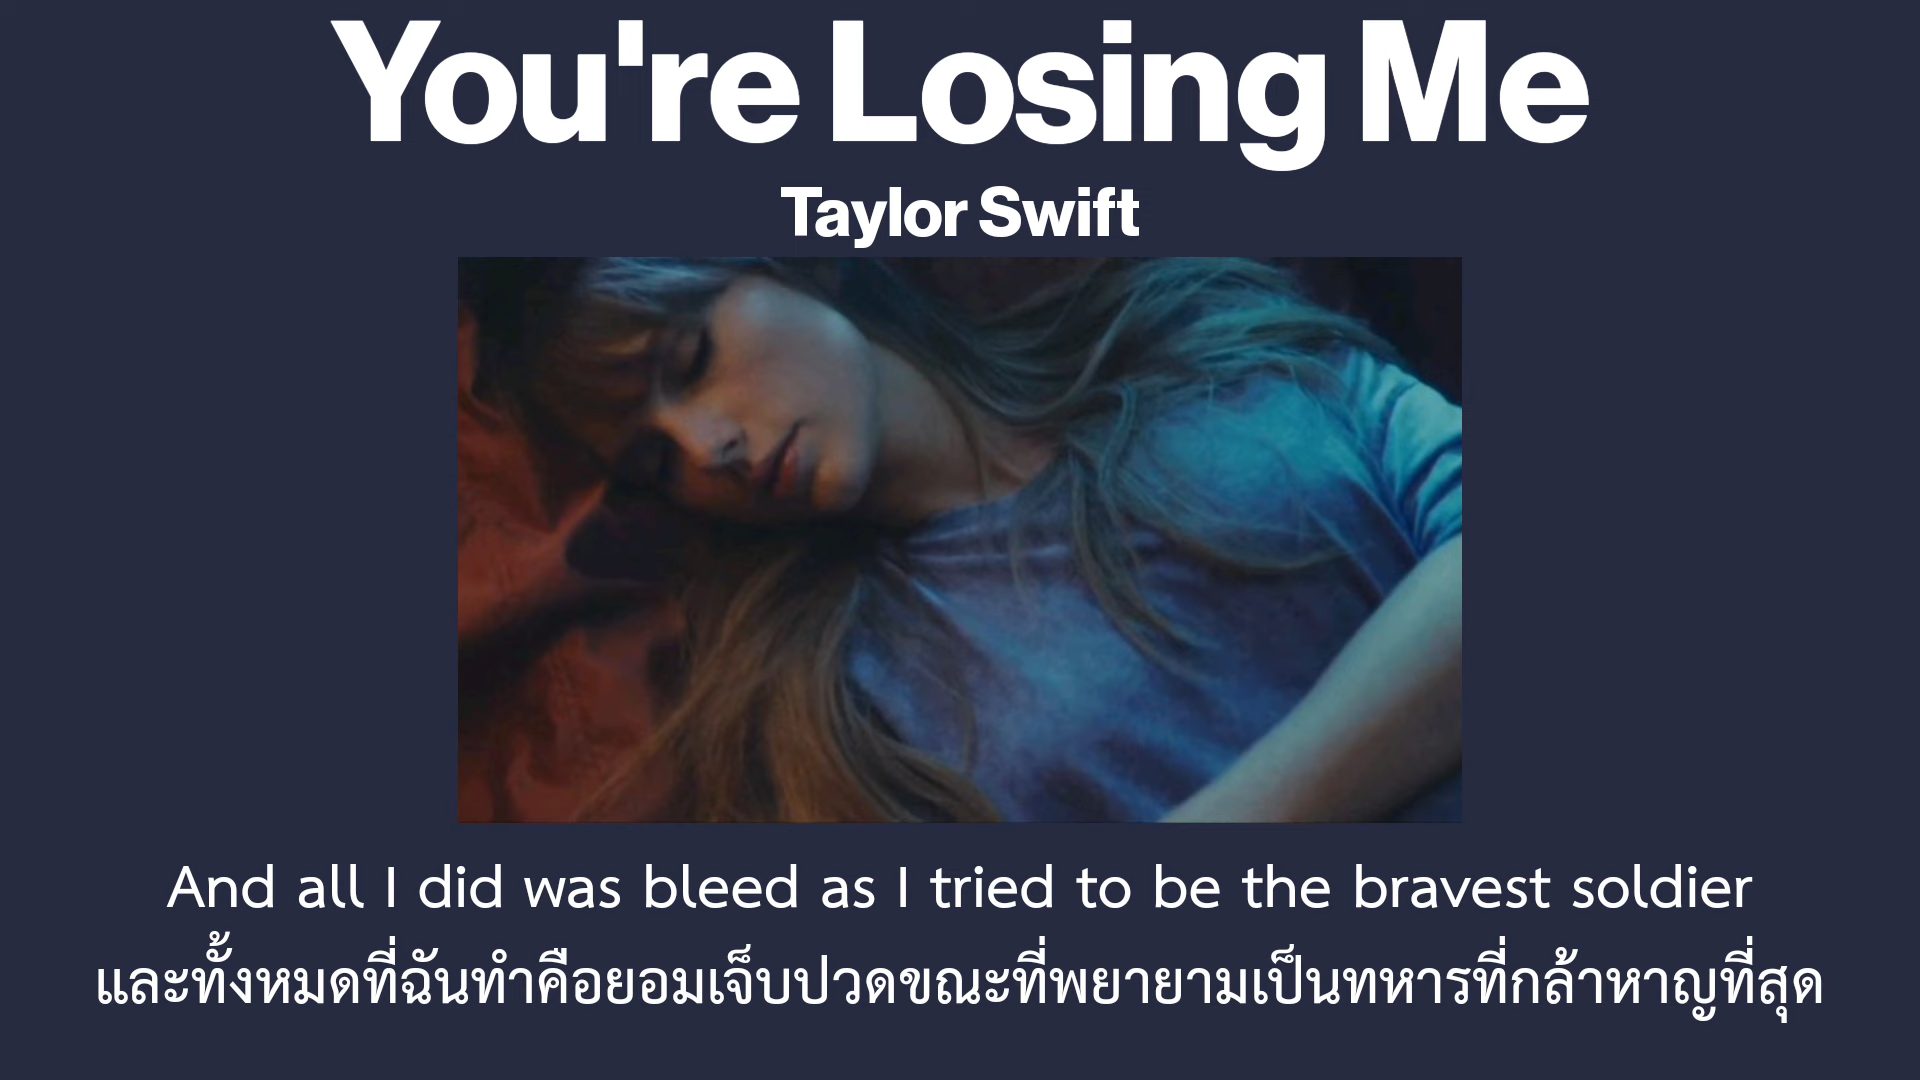 You're Losing Me
Taylor Swift
And all I did was bleed as I tried to be the bravest soldier
และทั้งหมดที่ฉันทำคือยอมเจ็บปวดขณะที่พยายามเป็นทหารที่กล้าหาญที่สุด